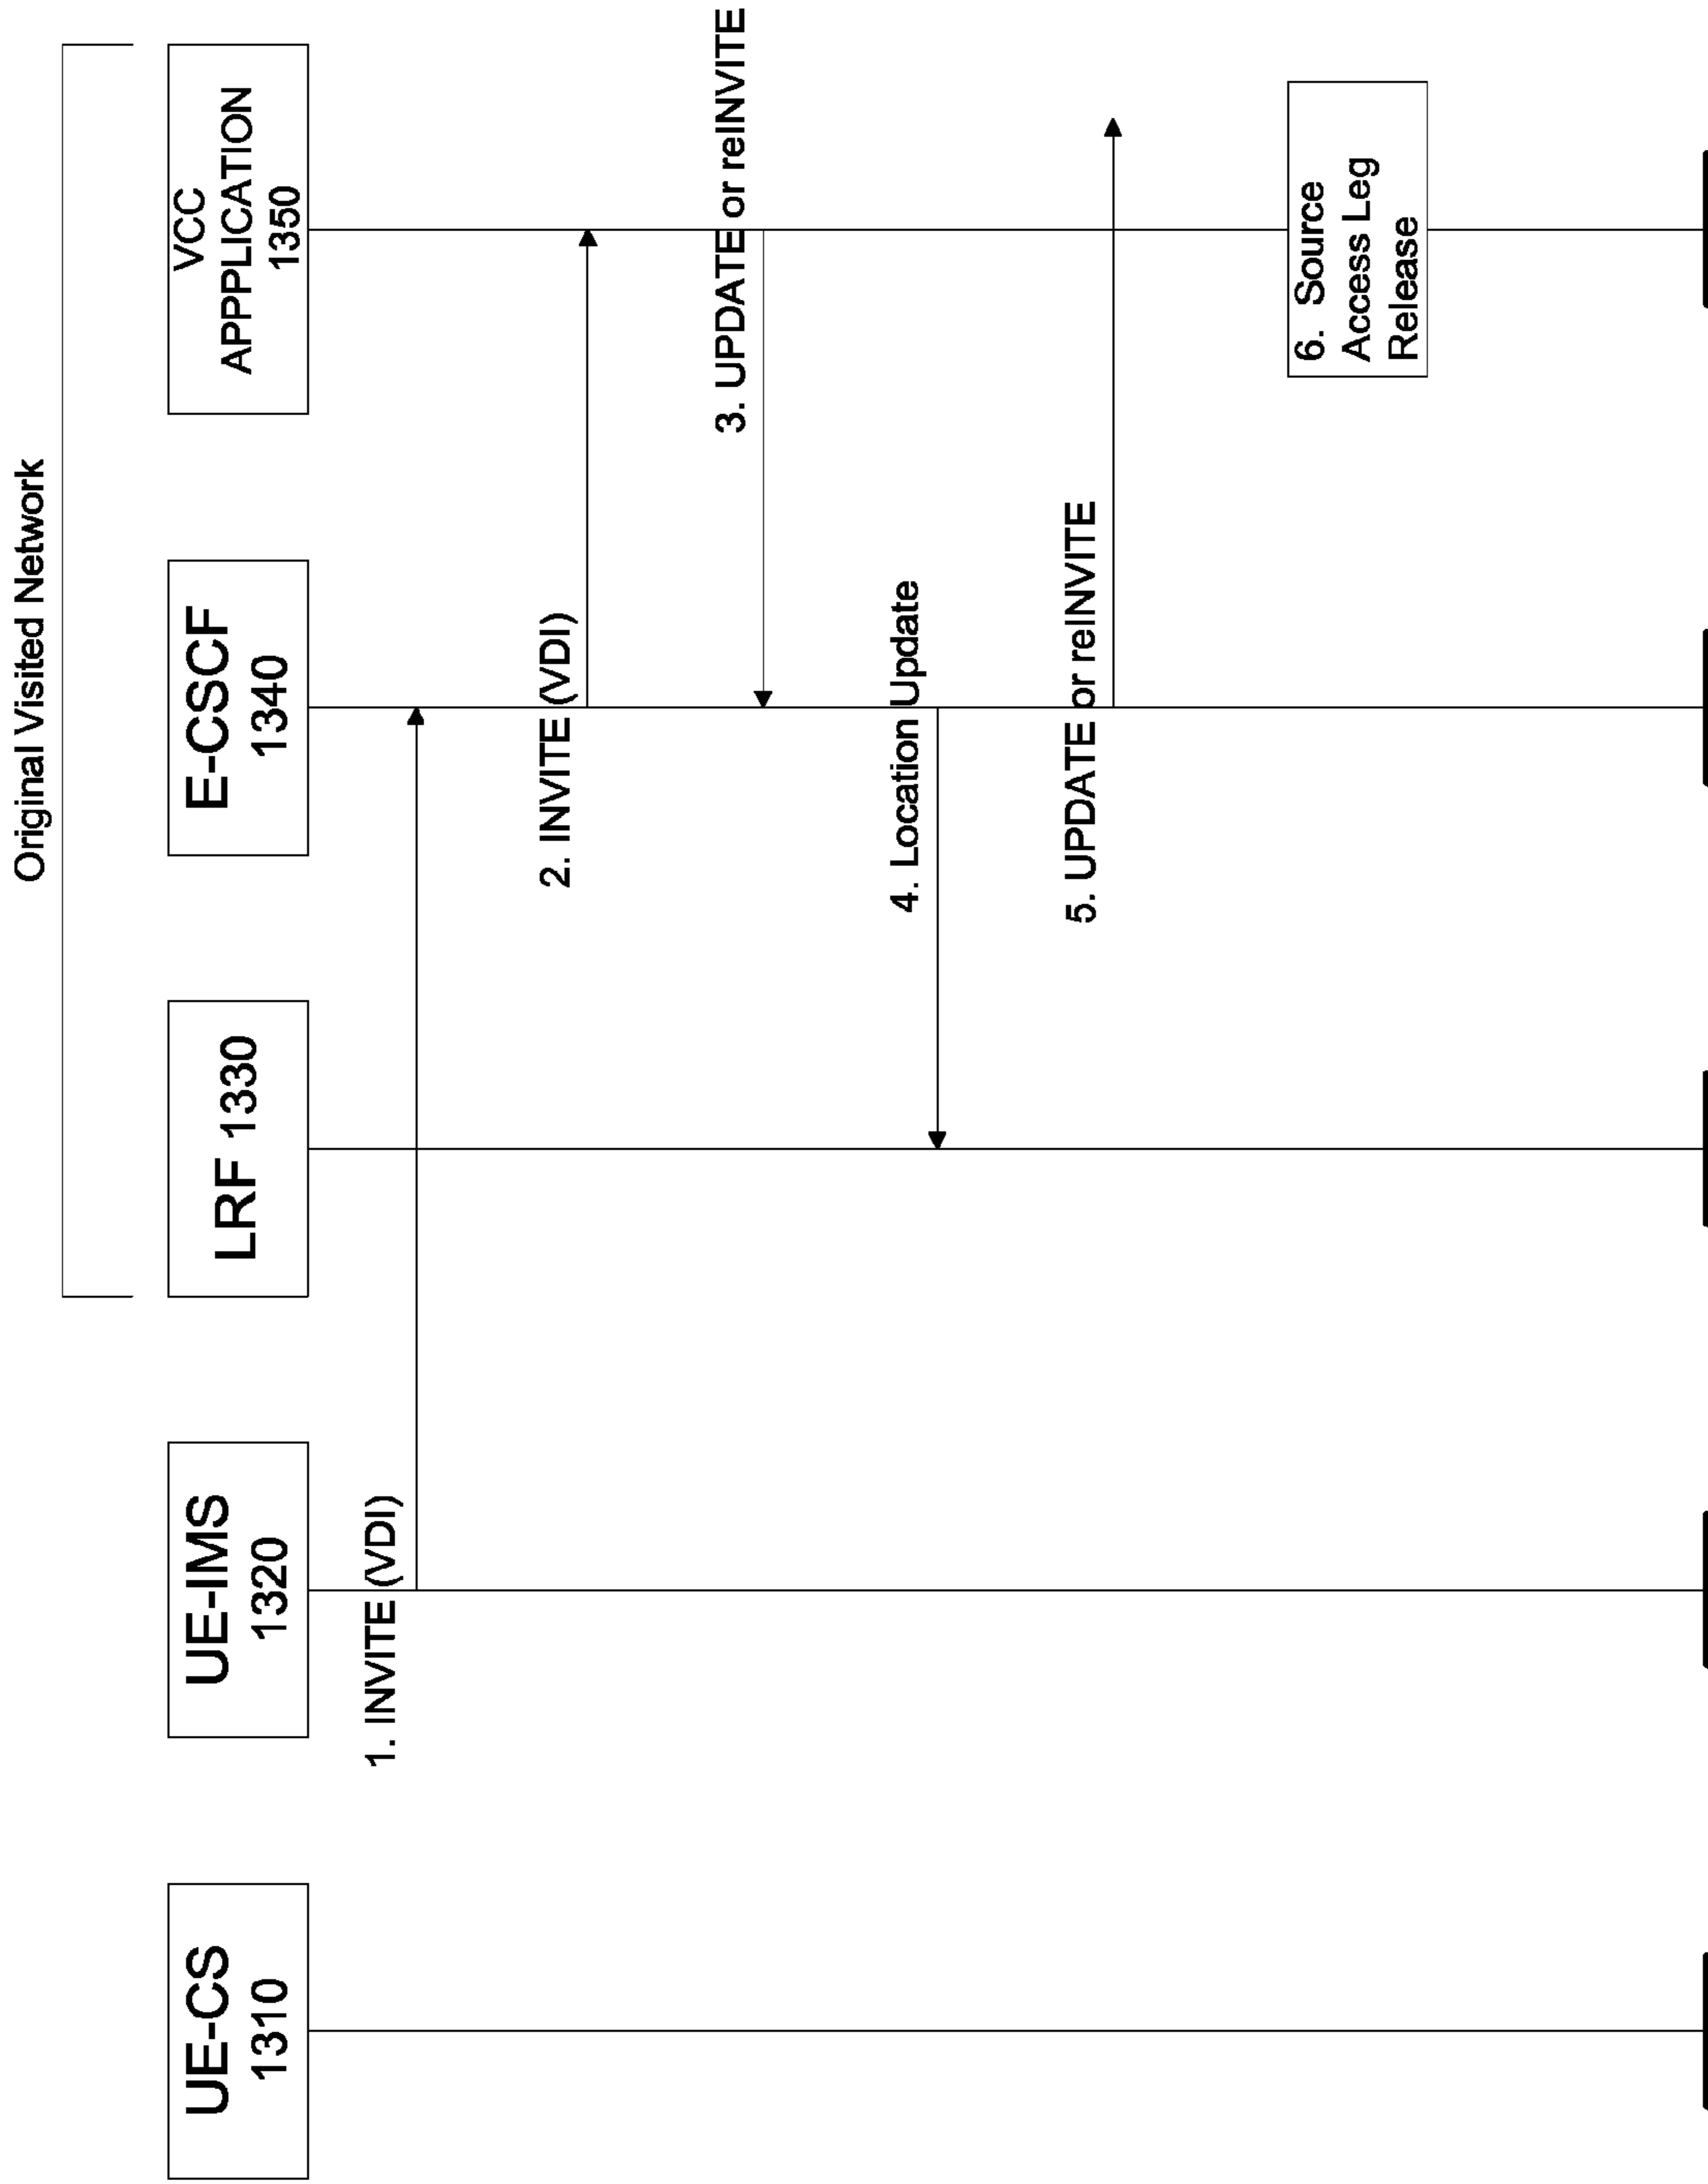 Original Visited Network
UE-CS
1310
UE-IMS
1320
LRF 1330
E-CSCF
1340
VCC
APPPLICATION
1350
1. INVITE (VDI)
2. INVITE (VDI)
3. UPDATE or reINVITE
4. Location Update
5. UPDATE or reINVITE
6. Source
Access Leg
Release